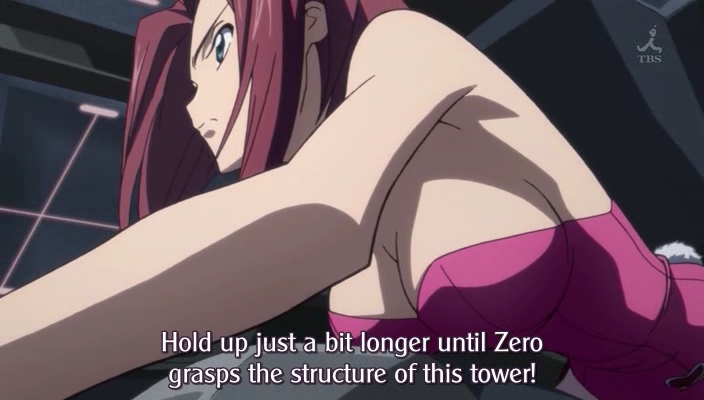 TBS
Hold up just a bit longer until Zero
grasps the structure of this tower!